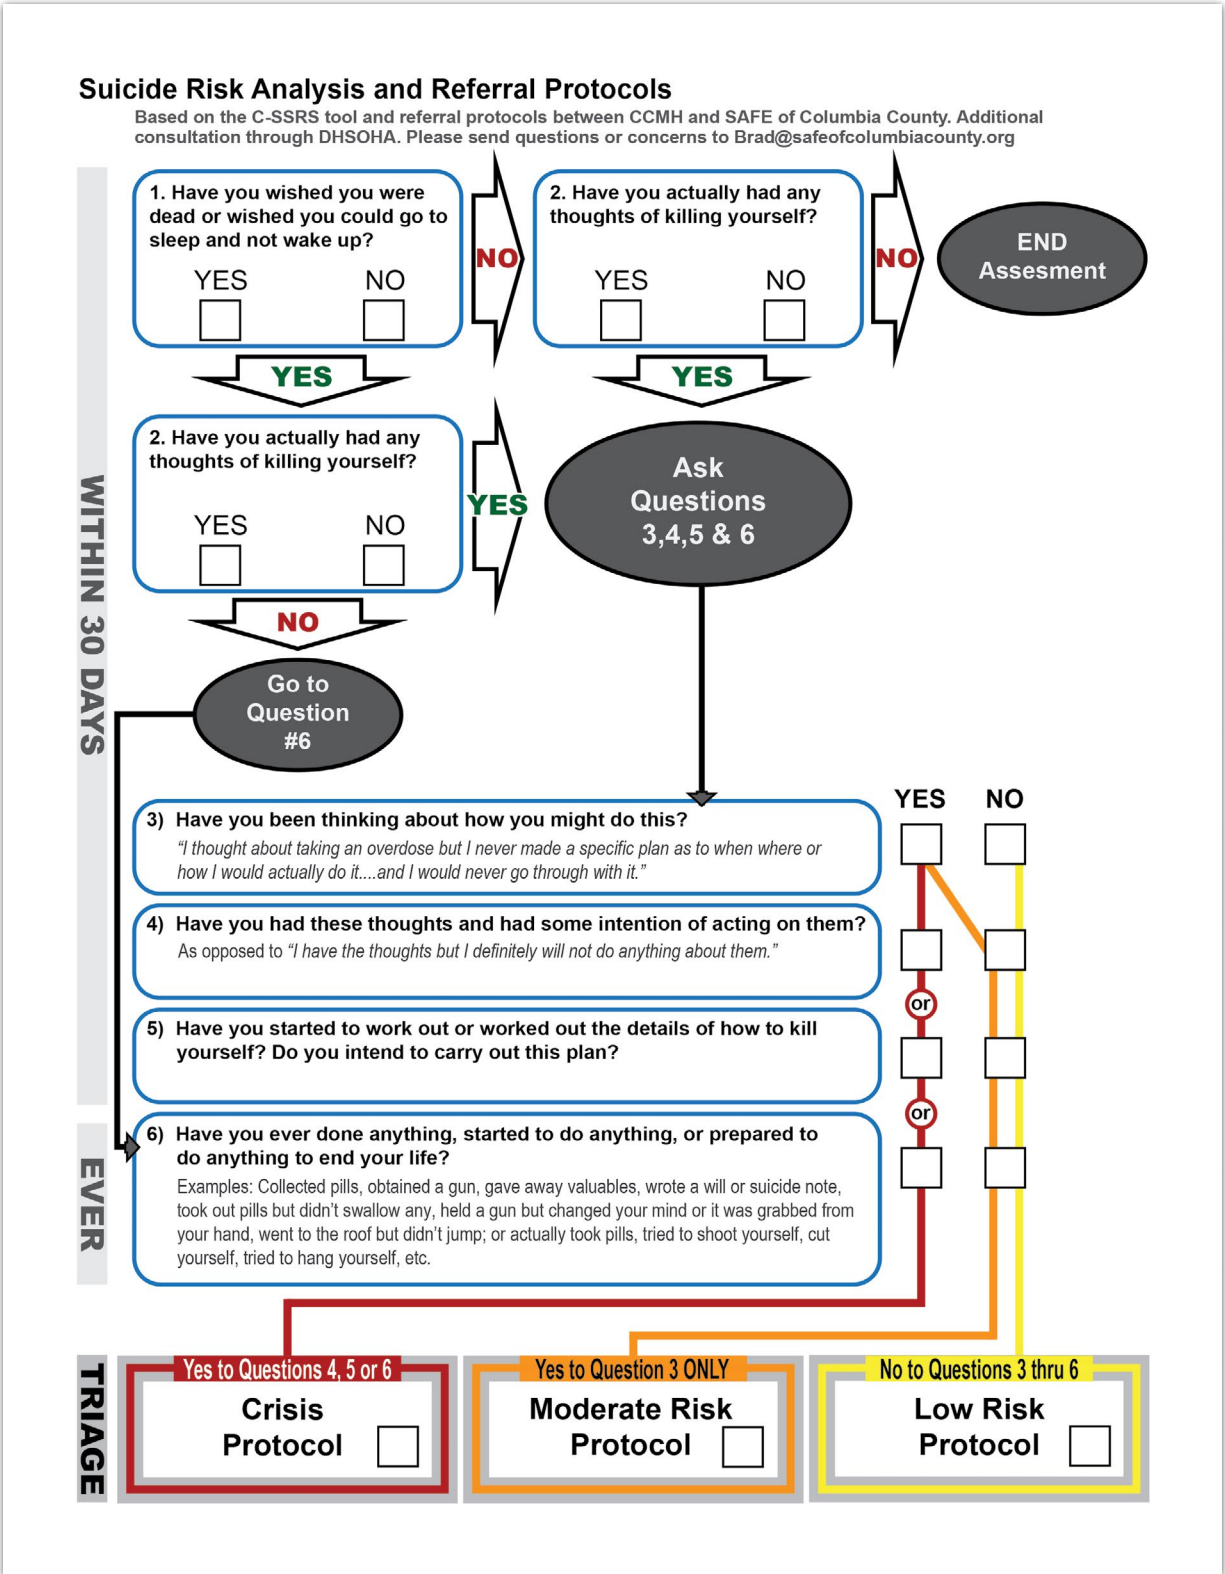 Suicide Risk Analysis and Referral Protocols
Based on the C-SSRS tool and referral protocols between CCMH and SAFE of Columbia County. Additional
consultation through DHSOHA. Please send questions or concerns to Brad@safeofcolumbiacounty.org
WITHIN 30 DAYS
1. Have you wished you were
dead or wished you could go to
sleep and not wake up?
YES NO
NO
2. Have you actually had any
thoughts of killing yourself?
YES NO
NO
END
Assesment
YES
YES
2. Have you actually had any
thoughts of killing yourself?
YES NO
YES
Ask
Questions
3,4,5 & 6
NO
Go to
Question
#6
YES NO
3) Have you been thinking about how you might do this?
“I thought about taking an overdose but I never made a specific plan as to when where or
how I would actually do it....and I would never go through with it.”
4) Have you had these thoughts and had some intention of acting on them?
As opposed to “I have the thoughts but I definitely will not do anything about them.”
or
5) Have you started to work out or worked out the details of how to kill
yourself? Do you intend to carry out this plan?
or
EVER
6) Have you ever done anything, started to do anything, or prepared to
do anything to end your life?
Examples: Collected pills, obtained a gun, gave away valuables, wrote a will or suicide note,
took out pills but didn’t swallow any, held a gun but changed your mind or it was grabbed from
your hand, went to the roof but didn’t jump; or actually took pills, tried to shoot yourself, cut
yourself, tried to hang yourself, etc.
TRIAGE
Yes to Questions 4, 5 or 6
Crisis
Protocol
Yes to Question 3 ONLY
Moderate Risk
Protocol
No to Questions 3 thru 6
Low Risk
Protocol